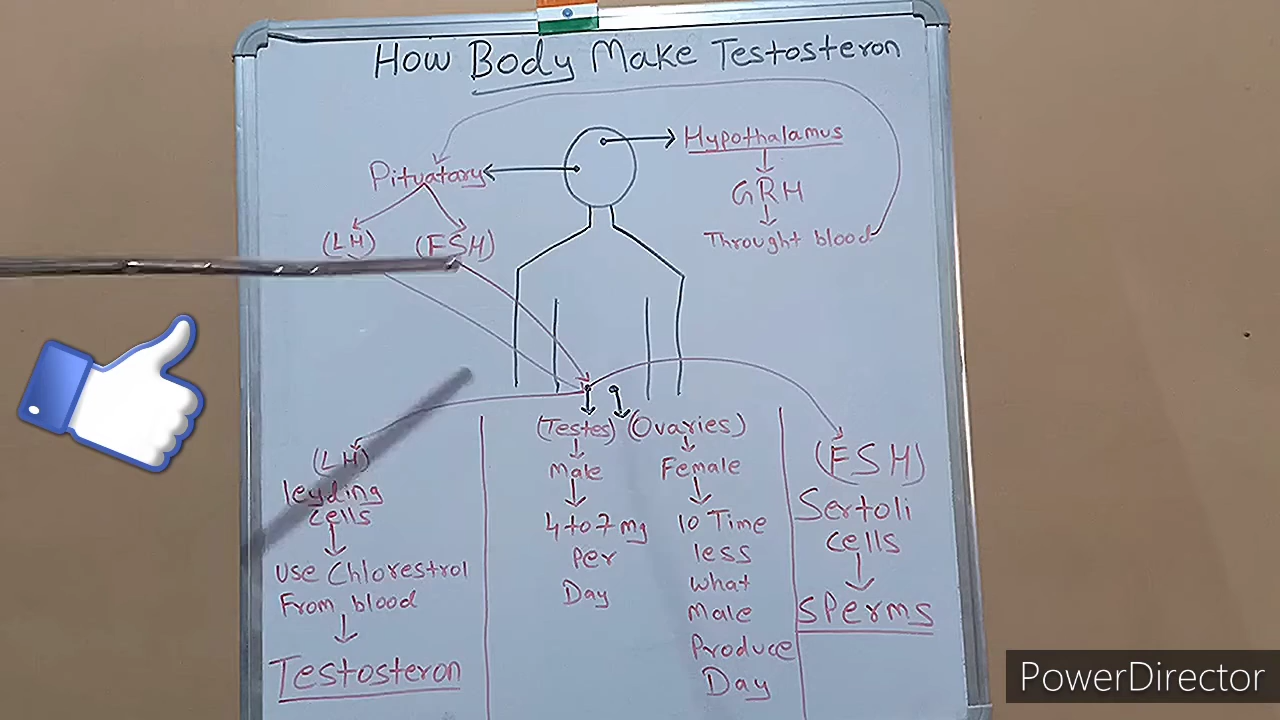 How Body Make Testosteron
Hypothalamus
GRH
Throught blood
Pituatary
(LH) (FSH)
(Testes) (Ovaries)
Male
4 to 7 mg
Per
Day
Female
10 Time
less
what
Male
Produce
Day
(LH)
leyding
cells
use Chlorestrol
From blood
Testosteron
(FSH)
Sertoli
cells
sperms
PowerDirector